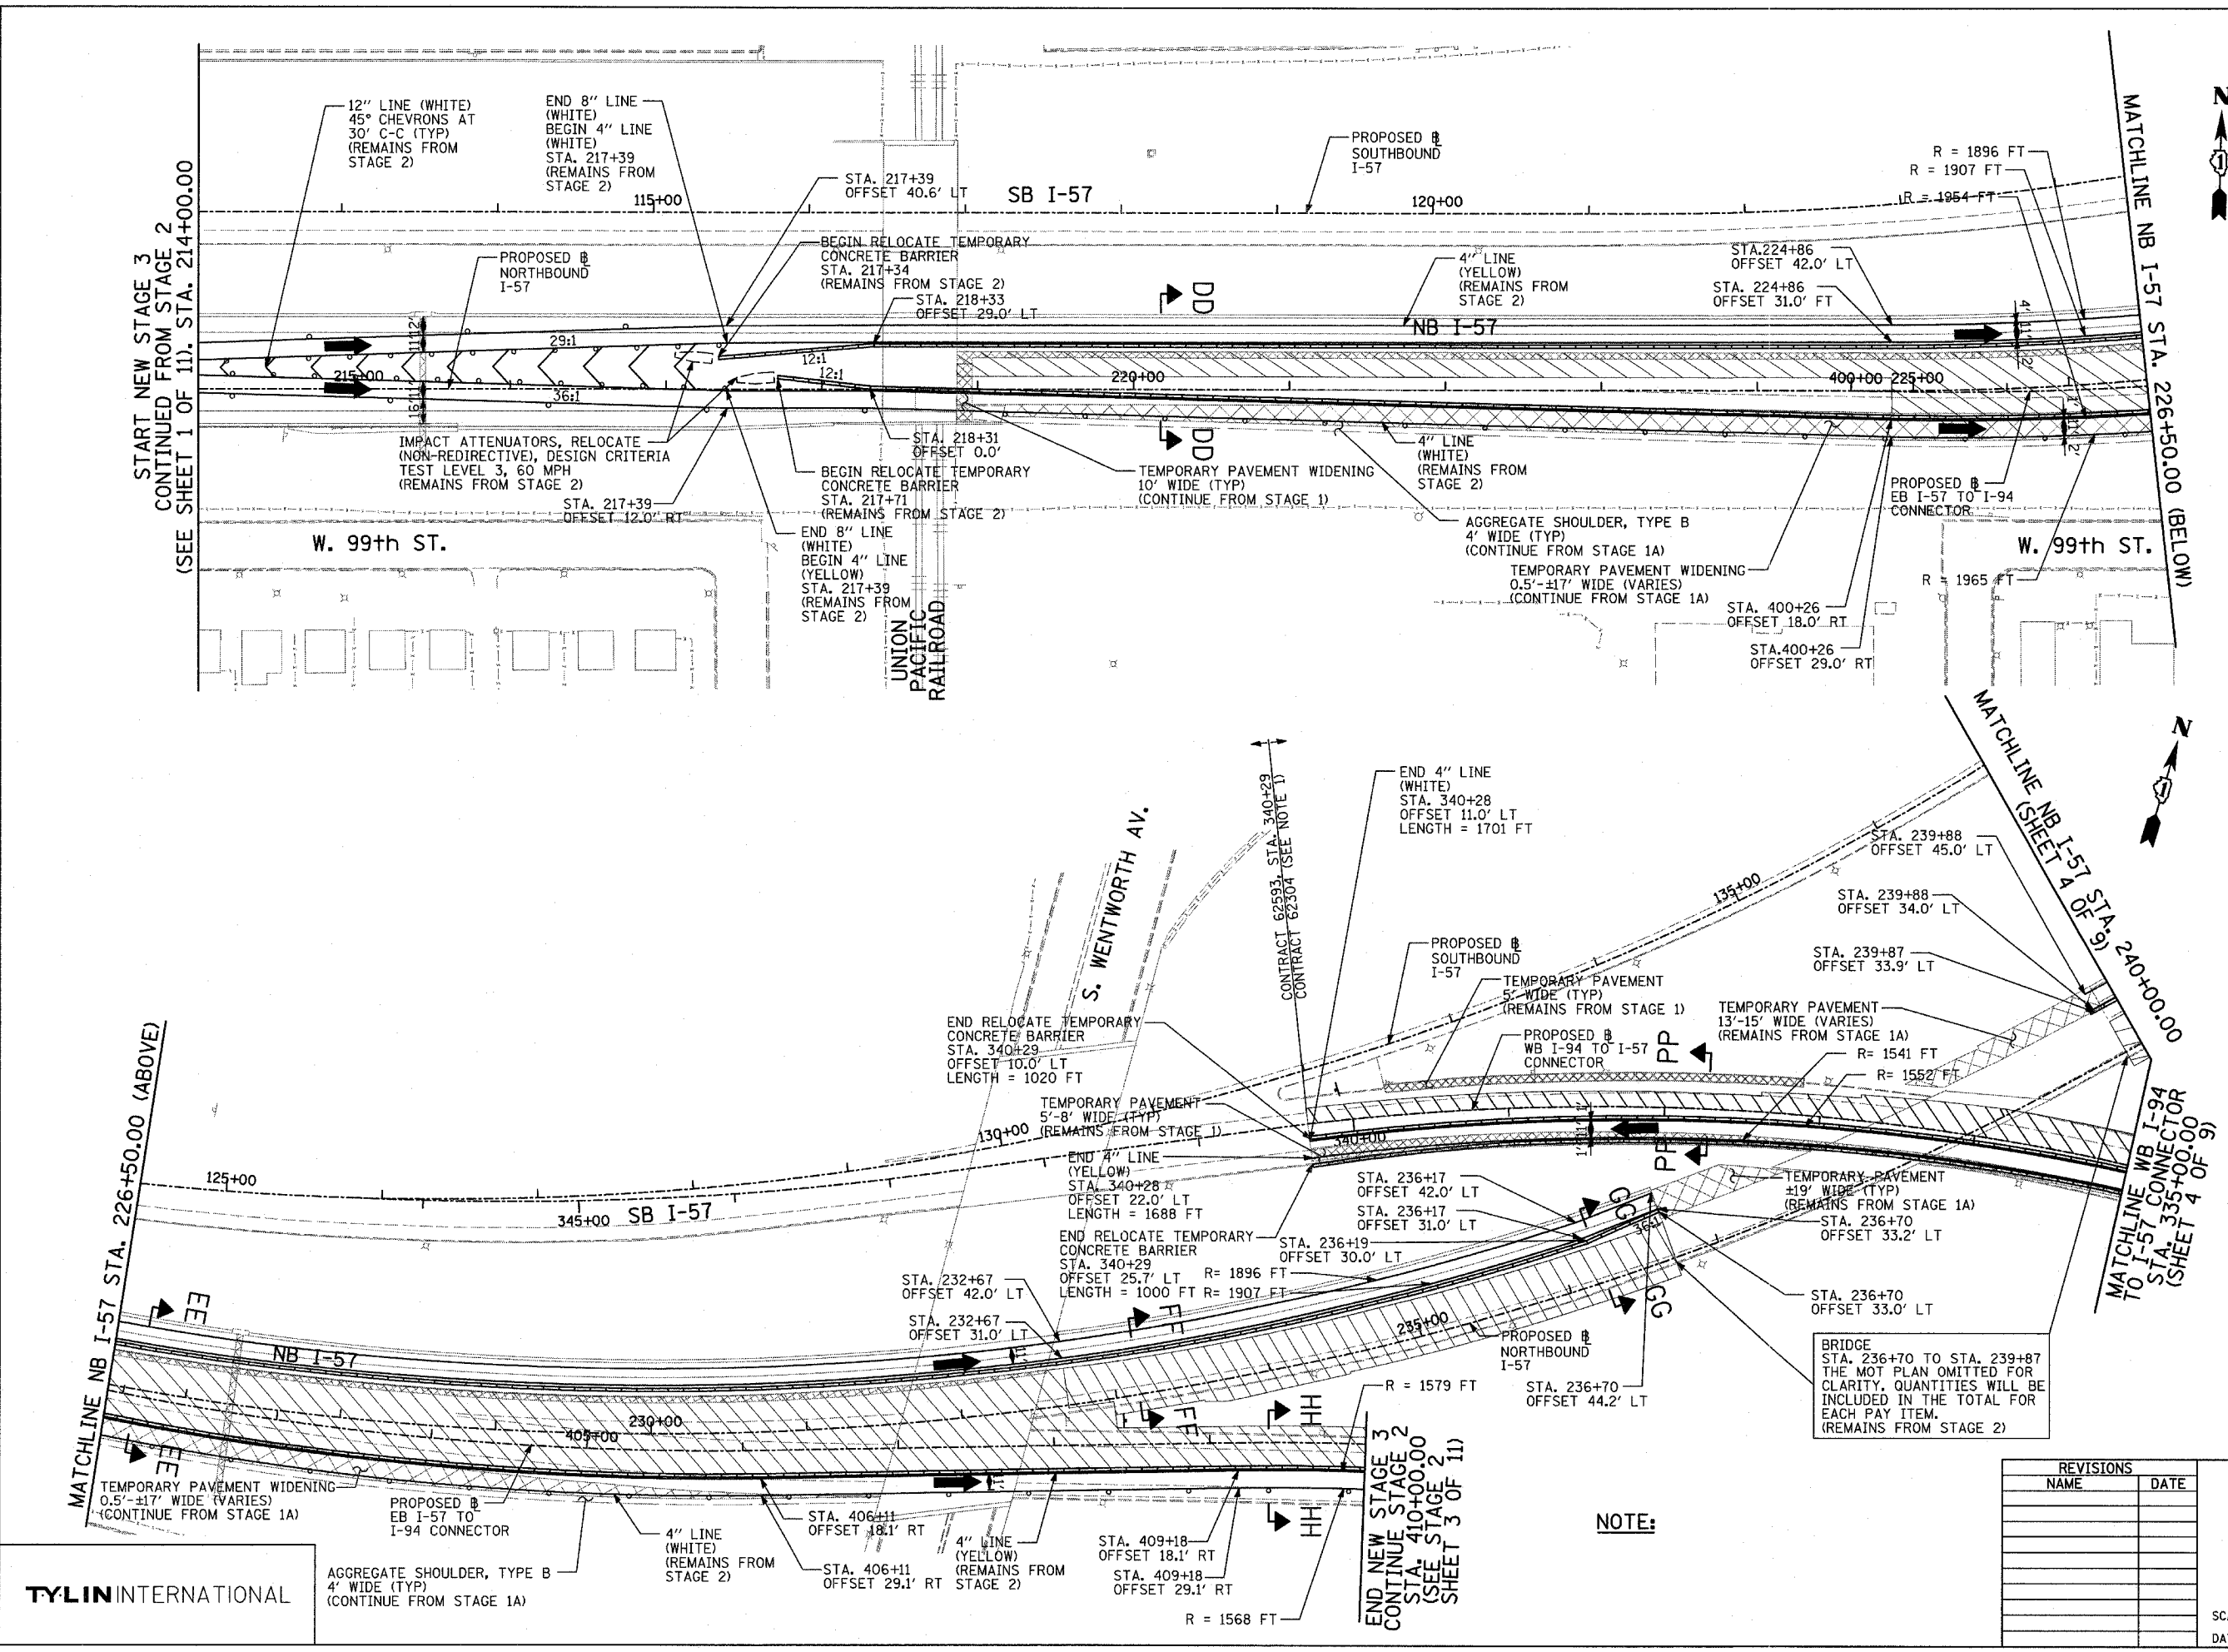 12" LINE (WHITE)
45° CHEVRONS AT
30' C-C (TYP)
(REMAINS FROM
STAGE 2)
END 8" LINE
(WHITE)
BEGIN 4" LINE
(WHITE)
STA. 217+39
(REMAINS FROM
STAGE 2)
STA. 217+39
OFFSET 40.6' LT
PROPOSED ℄
SOUTHBOUND
I-57
R = 1896 FT
R = 1907 FT
R = 1954 FT
MATCHLINE NB I-57 STA. 226+50.00 (BELOW)
N
1
START NEW STAGE 3
CONTINUED FROM STAGE 2
(SEE SHEET 1 OF 11). STA. 214+00.00
115+00
SB I-57
120+00
PROPOSED ℄
NORTHBOUND
I-57
BEGIN RELOCATE TEMPORARY
CONCRETE BARRIER
STA. 217+34
(REMAINS FROM STAGE 2)
STA. 218+33
OFFSET 29.0' LT
DD
4" LINE
(YELLOW)
(REMAINS FROM
STAGE 2)
STA.224+86
OFFSET 42.0' LT
STA. 224+86
OFFSET 31.0' FT
4'
11'
2'
12'
11'
29:1
NB I-57
12:1
12:1
215+00
220+00
400+00 225+00
36:1
11'
16'
1'
11'
2'
IMPACT ATTENUATORS, RELOCATE
(NON-REDIRECTIVE), DESIGN CRITERIA
TEST LEVEL 3, 60 MPH
(REMAINS FROM STAGE 2)
STA. 217+39
OFFSET 12.0' RT
STA. 218+31
OFFSET 0.0'
BEGIN RELOCATE TEMPORARY
CONCRETE BARRIER
STA. 217+71
(REMAINS FROM STAGE 2)
DD
TEMPORARY PAVEMENT WIDENING
10' WIDE (TYP)
(CONTINUE FROM STAGE 1)
4" LINE
(WHITE)
(REMAINS FROM
STAGE 2)
PROPOSED ℄
EB I-57 TO I-94
CONNECTOR
W. 99th ST.
END 8" LINE
(WHITE)
BEGIN 4" LINE
(YELLOW)
STA. 217+39
(REMAINS FROM
STAGE 2)
UNION
PACIFIC
RAILROAD
AGGREGATE SHOULDER, TYPE B
4' WIDE (TYP)
(CONTINUE FROM STAGE 1A)
TEMPORARY PAVEMENT WIDENING
0.5'-±17' WIDE (VARIES)
(CONTINUE FROM STAGE 1A)
W. 99th ST.
R = 1965 FT
STA. 400+26
OFFSET 18.0' RT
STA.400+26
OFFSET 29.0' RT
MATCHLINE NB I-57 STA. 240+00.00
(SHEET 4 OF 9)
N
1
S. WENTWORTH AV.
CONTRACT 62593, STA. 340+29
CONTRACT 62304 (SEE NOTE 1)
END 4" LINE
(WHITE)
STA. 340+28
OFFSET 11.0' LT
LENGTH = 1701 FT
135+00
STA. 239+88
OFFSET 45.0' LT
STA. 239+88
OFFSET 34.0' LT
STA. 239+87
OFFSET 33.9' LT
PROPOSED ℄
SOUTHBOUND
I-57
TEMPORARY PAVEMENT
5' WIDE (TYP)
(REMAINS FROM STAGE 1)
TEMPORARY PAVEMENT
13'-15' WIDE (VARIES)
(REMAINS FROM STAGE 1A)
PROPOSED ℄
WB I-94 TO I-57
CONNECTOR
PP
R= 1541 FT
R= 1552 FT
END RELOCATE TEMPORARY
CONCRETE BARRIER
STA. 340+29
OFFSET 10.0' LT
LENGTH = 1020 FT
TEMPORARY PAVEMENT
5'-8' WIDE (TYP)
(REMAINS FROM STAGE 1)
130+00
340+00
1'
11'
1'
PP
END 4" LINE
(YELLOW)
STA. 340+28
OFFSET 22.0' LT
LENGTH = 1688 FT
END RELOCATE TEMPORARY
CONCRETE BARRIER
STA. 340+29
OFFSET 25.7' LT
LENGTH = 1000 FT
STA. 236+17
OFFSET 42.0' LT
STA. 236+17
OFFSET 31.0' LT
STA. 236+19
OFFSET 30.0' LT
R= 1896 FT
R= 1907 FT
GG
36:1
TEMPORARY PAVEMENT
±19' WIDE (TYP)
(REMAINS FROM STAGE 1A)
STA. 236+70
OFFSET 33.2' LT
STA. 236+70
OFFSET 33.0' LT
MATCHLINE WB I-94
TO I-57 CONNECTOR
STA. 335+00.00
(SHEET 4 OF 9)
MATCHLINE NB I-57 STA. 226+50.00 (ABOVE)
125+00
345+00
SB I-57
STA. 232+67
OFFSET 42.0' LT
STA. 232+67
OFFSET 31.0' LT
EE
FF
GG
NB I-57
11'
235+00
PROPOSED ℄
NORTHBOUND
I-57
STA. 236+70
OFFSET 44.2' LT
BRIDGE
STA. 236+70 TO STA. 239+87
THE MOT PLAN OMITTED FOR
CLARITY. QUANTITIES WILL BE
INCLUDED IN THE TOTAL FOR
EACH PAY ITEM.
(REMAINS FROM STAGE 2)
230+00
405+00
FF
HH
R = 1579 FT
EE
TEMPORARY PAVEMENT WIDENING
0.5'-±17' WIDE (VARIES)
(CONTINUE FROM STAGE 1A)
PROPOSED ℄
EB I-57 TO
I-94 CONNECTOR
11'
4" LINE
(WHITE)
(REMAINS FROM
STAGE 2)
STA. 406+11
OFFSET 18.1' RT
STA. 406+11
OFFSET 29.1' RT
4" LINE
(YELLOW)
(REMAINS FROM
STAGE 2)
STA. 409+18
OFFSET 18.1' RT
STA. 409+18
OFFSET 29.1' RT
HH
R = 1568 FT
END NEW STAGE 3
CONTINUE STAGE 2
STA. 410+00.00
(SEE STAGE 2
SHEET 3 OF 11)
AGGREGATE SHOULDER, TYPE B
4' WIDE (TYP)
(CONTINUE FROM STAGE 1A)
NOTE:
REVISIONS
NAME DATE
TY·LIN INTERNATIONAL